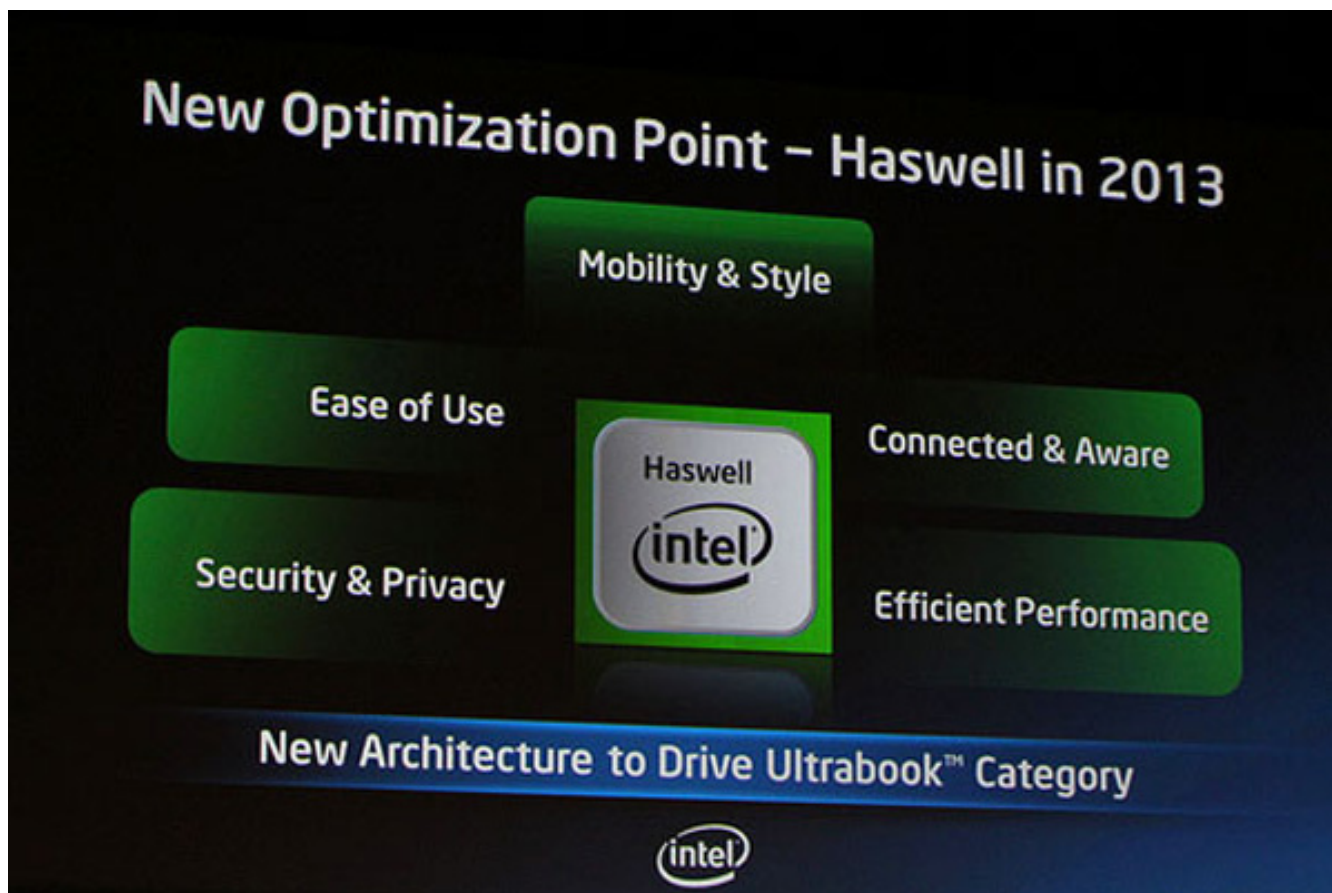 New Optimization Point – Haswell in 2013
Mobility & Style
Ease of Use
Connected & Aware
Haswell
intel
Security & Privacy
Efficient Performance
New Architecture to Drive Ultrabook™ Category
intel